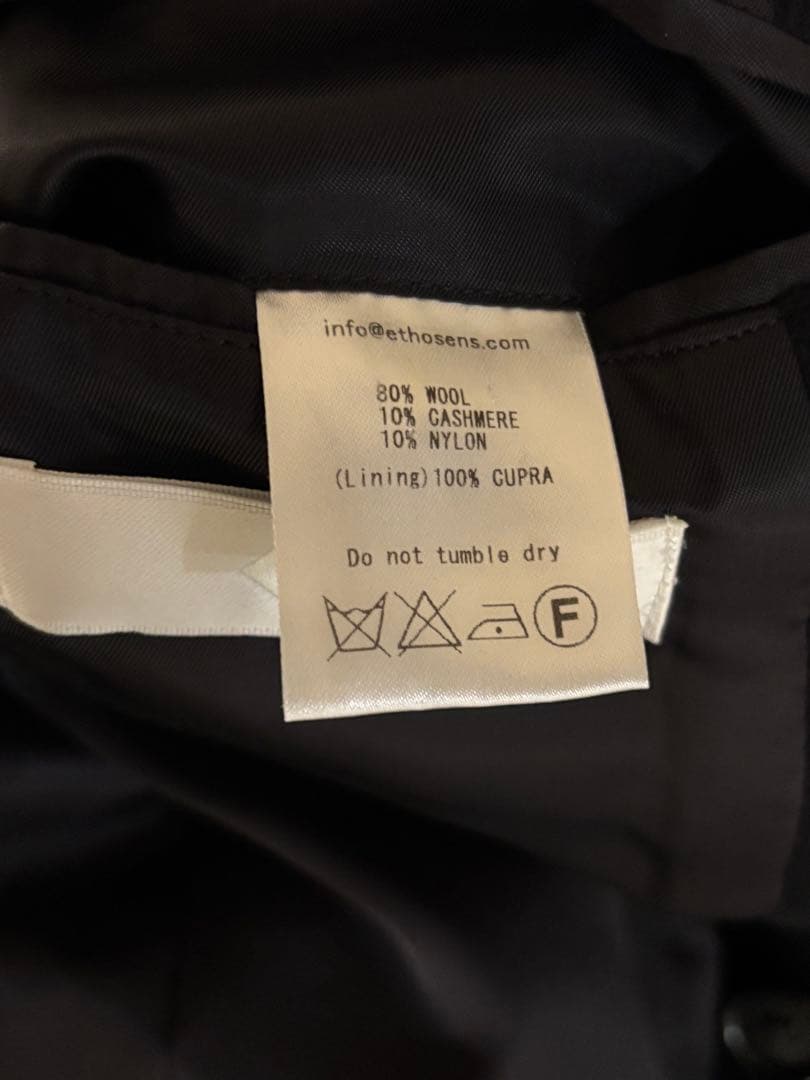 info@ethosens.com
80% WOOL
10% CASHMERE
10% NYLON
(Lining)100% CUPRA
Do not tumble dry
F